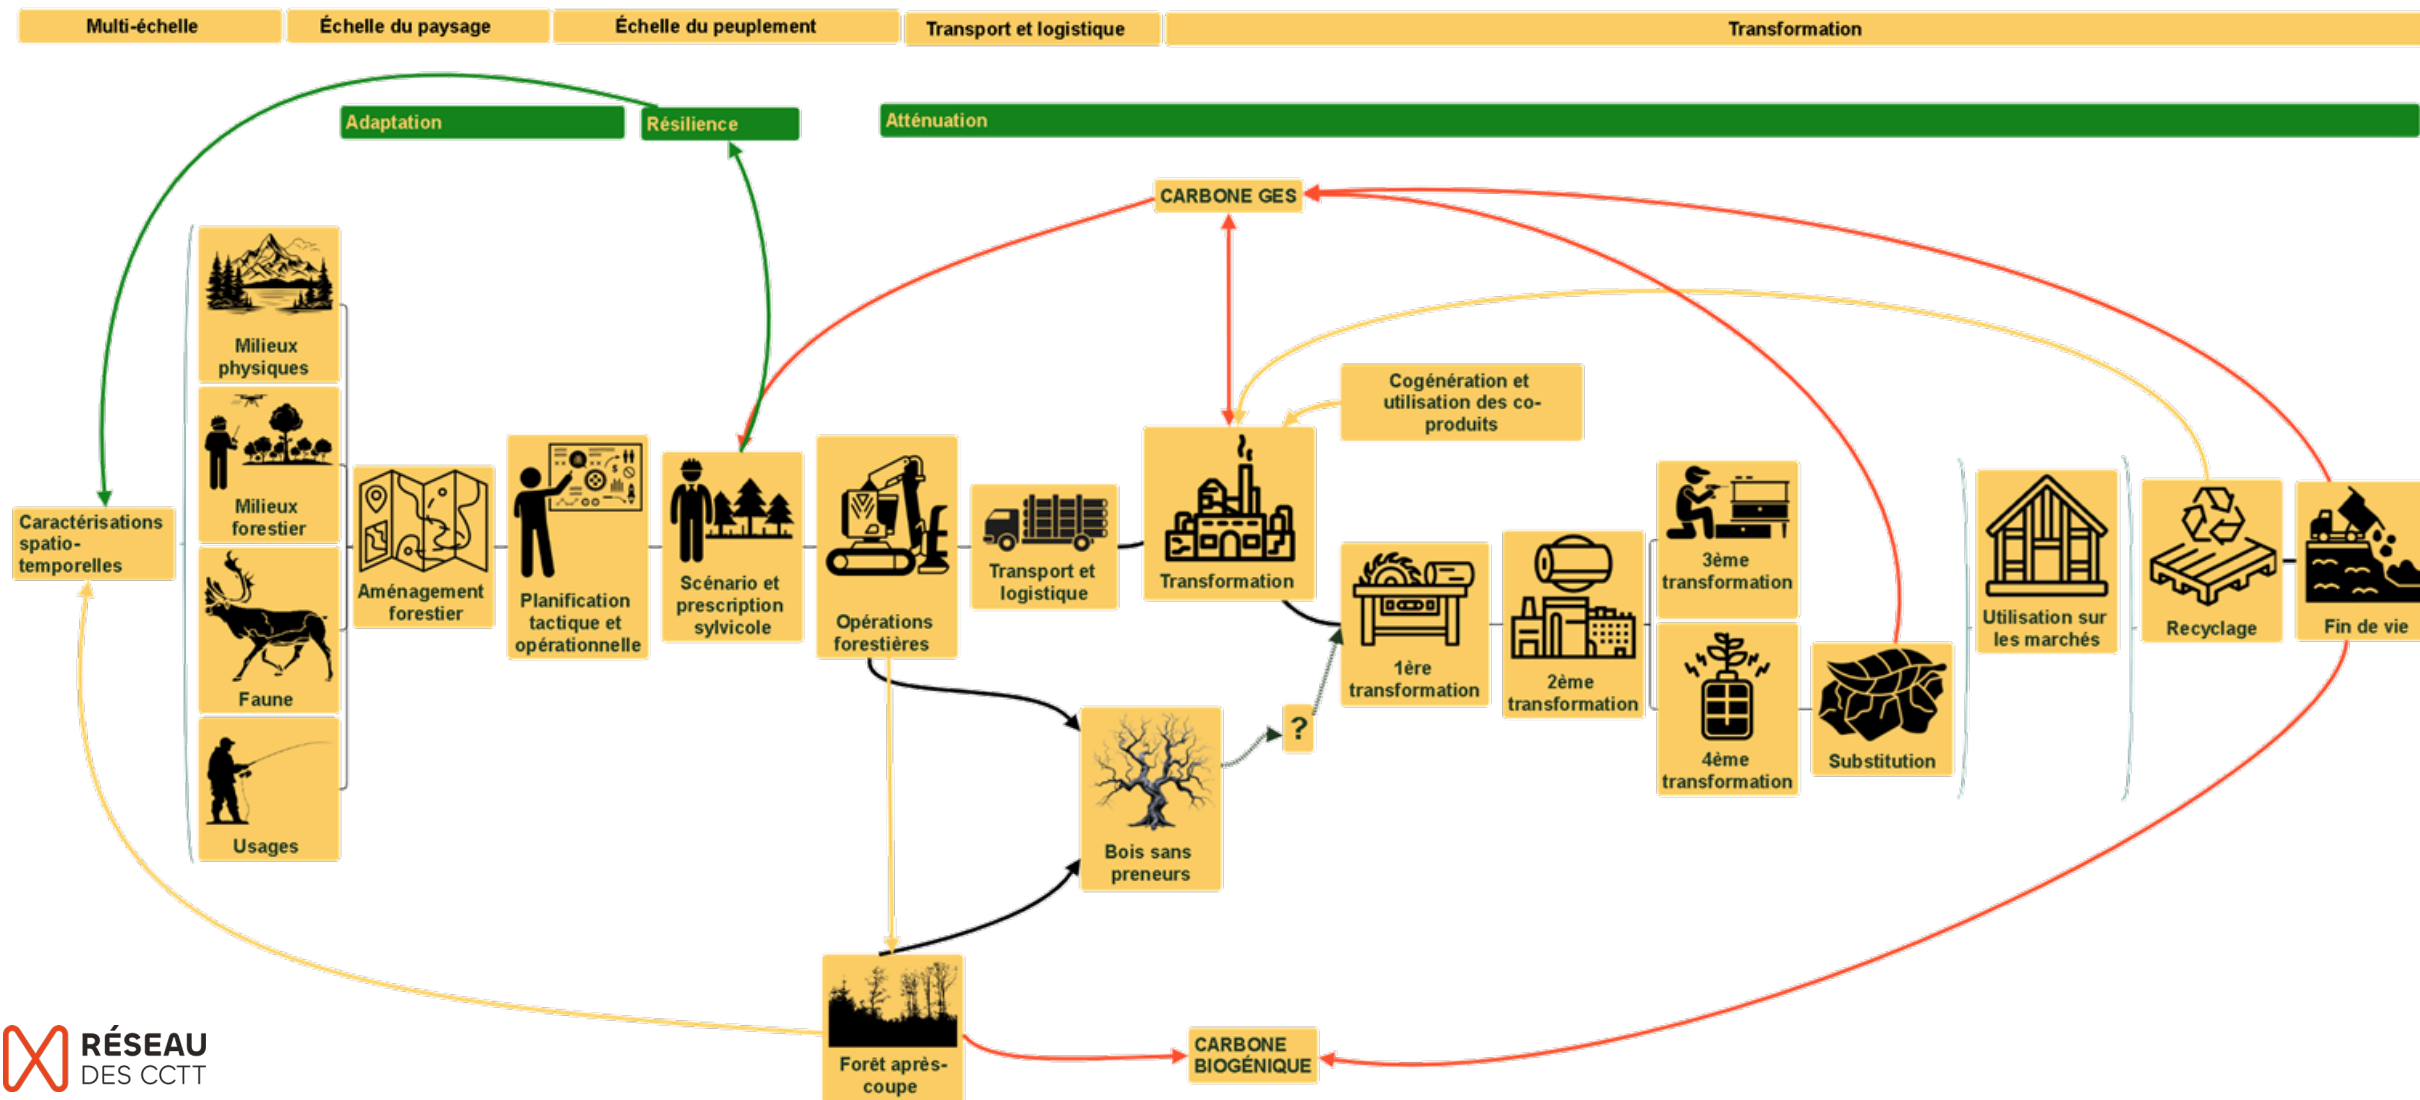 Multi-échelle
Échelle du paysage
Échelle du peuplement
Transport et logistique
Transformation
Adaptation
Résilience
Atténuation
CARBONE GES
Milieux
physiques
Milieux
forestier
Faune
Usages
Caractérisations
spatio-
temporelles
Aménagement
forestier
Planification
tactique et
opérationnelle
Scénario et
prescription
sylvicole
Opérations
forestières
Transport et
logistique
Transformation
Cogénération et
utilisation des co-
produits
1ère
transformation
2ème
transformation
3ème
transformation
4ème
transformation
Substitution
Utilisation sur
les marchés
Recyclage
Fin de vie
?
Bois sans
preneurs
Forêt après-
coupe
CARBONE
BIOGÉNIQUE
RÉSEAU
DES CCTT